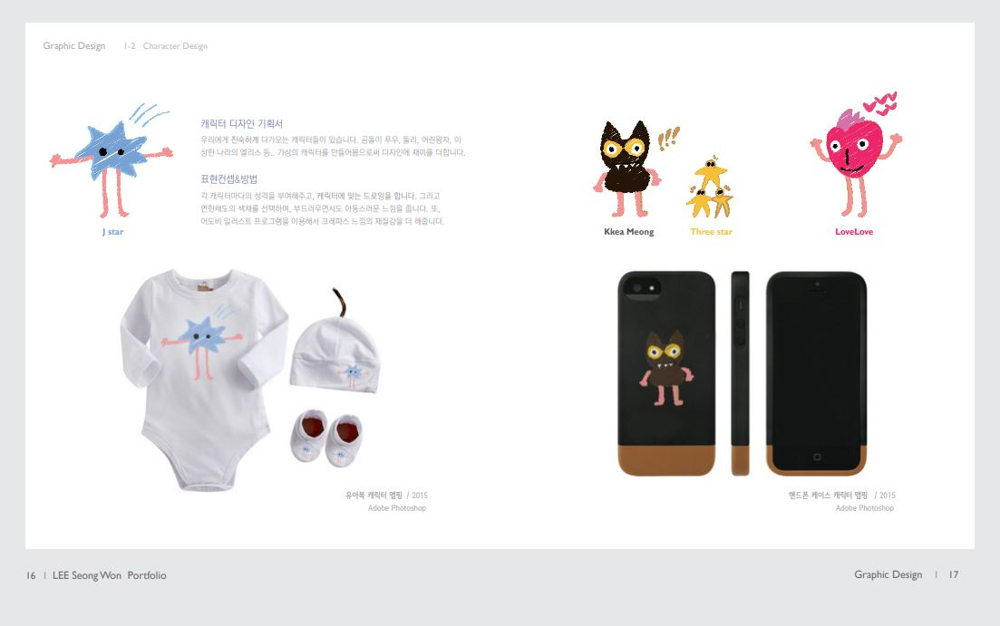 Graphic Design 1-2 Character Design
캐릭터 디자인 기획서
우리에게 친숙하게 다가오는 캐릭터들이 있습니다. 곰돌이 푸우, 둘리, 어린왕자, 이
상한 나라의 엘리스 등.. 가상의 캐릭터를 만들어봄으로써 디자인에 재미를 더합니다.
표현컨셉&방법
각 캐릭터마다의 성격을 부여해주고, 캐릭터에 맞는 드로잉을 합니다. 그리고
연한채도의 색채를 선택하여, 부드러우면서도 아동스러운 느낌을 줍니다. 또,
어도비 일러스트 프로그램을 이용해서 크레파스 느낌의 재질감을 더 해줍니다.
J star
Kkea Meong
Three star
LoveLove
유아복 캐릭터 맵핑 / 2015
Adobe Photoshop
핸드폰 케이스 캐릭터 맵핑 / 2015
Adobe Photoshop
16 | LEE Seong Won Portfolio
Graphic Design | 17